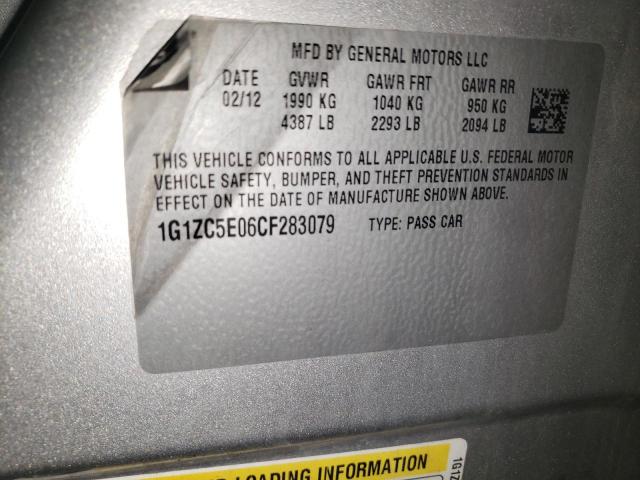 MFD BY GENERAL MOTORS LLC
DATE GVWR GAWR FRT GAWR RR
02/12 1990 KG 1040 KG 950 KG
4387 LB 2293 LB 2094 LB
THIS VEHICLE CONFORMS TO ALL APPLICABLE U.S. FEDERAL MOTOR
VEHICLE SAFETY, BUMPER, AND THEFT PREVENTION STANDARDS IN
EFFECT ON THE DATE OF MANUFACTURE SHOWN ABOVE.
1G1ZC5E06CF283079 TYPE: PASS CAR
LOADING INFORMATION
1G1Z